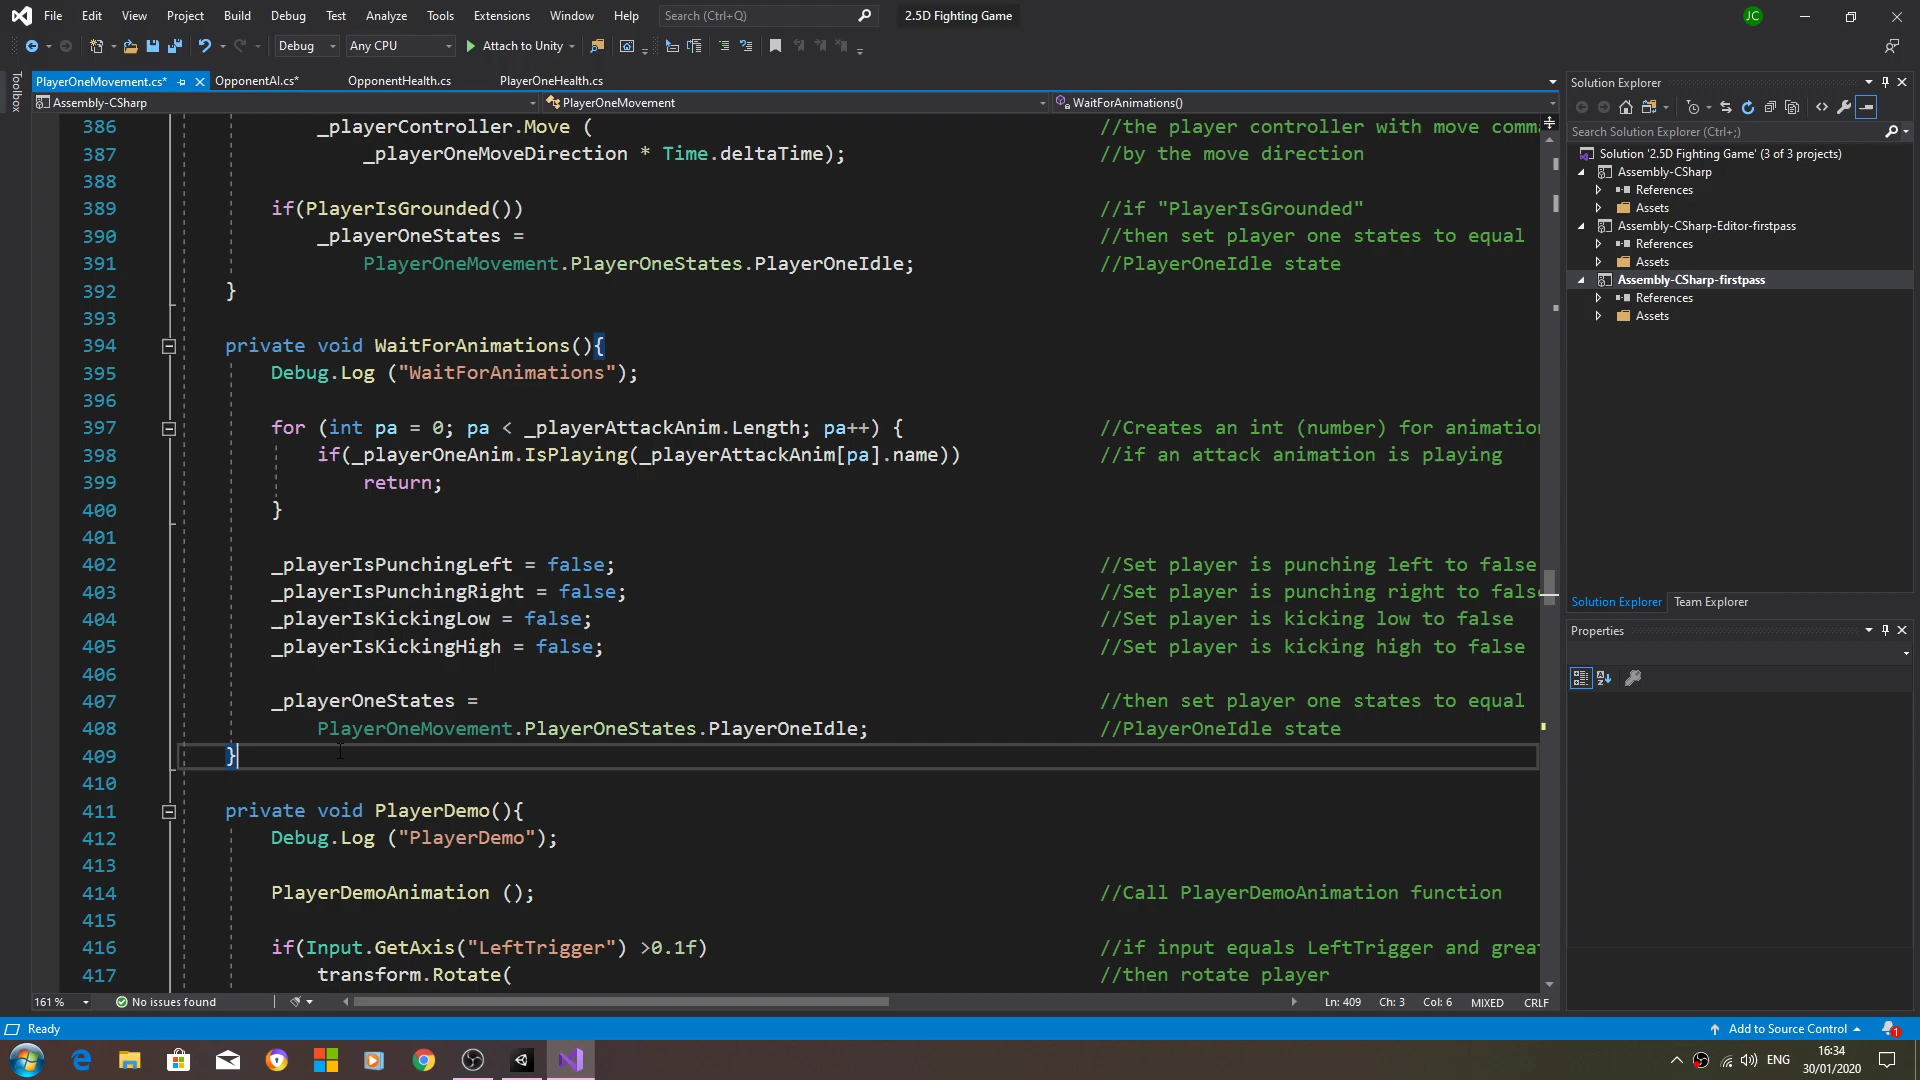 File Edit View Project Build Debug Test Analyze Tools Extensions Window Help Search (Ctrl+Q) 2.5D Fighting Game JC
Debug Any CPU Attach to Unity
Toolbox
PlayerOneMovement.cs* OpponentAI.cs* OpponentHealth.cs PlayerOneHealth.cs
Assembly-CSharp PlayerOneMovement WaitForAnimations()
386 _playerController.Move ( //the player controller with move comma
387 _playerOneMoveDirection * Time.deltaTime); //by the move direction
388
389 if(PlayerIsGrounded()) //if "PlayerIsGrounded"
390 _playerOneStates = //then set player one states to equal
391 PlayerOneMovement.PlayerOneStates.PlayerOneIdle; //PlayerOneIdle state
392 }
393
394 private void WaitForAnimations(){
395 Debug.Log ("WaitForAnimations");
396
397 for (int pa = 0; pa < _playerAttackAnim.Length; pa++) { //Creates an int (number) for animation
398 if(_playerOneAnim.IsPlaying(_playerAttackAnim[pa].name)) //if an attack animation is playing
399 return;
400 }
401
402 _playerIsPunchingLeft = false; //Set player is punching left to false
403 _playerIsPunchingRight = false; //Set player is punching right to false
404 _playerIsKickingLow = false; //Set player is kicking low to false
405 _playerIsKickingHigh = false; //Set player is kicking high to false
406
407 _playerOneStates = //then set player one states to equal
408 PlayerOneMovement.PlayerOneStates.PlayerOneIdle; //PlayerOneIdle state
409 }
410
411 private void PlayerDemo(){
412 Debug.Log ("PlayerDemo");
413
414 PlayerDemoAnimation (); //Call PlayerDemoAnimation function
415
416 if(Input.GetAxis("LeftTrigger") >0.1f) //if input equals LeftTrigger and grea
417 transform.Rotate( //then rotate player
161 % No issues found Ln: 409 Ch: 3 Col: 6 MIXED CRLF
Solution Explorer
Search Solution Explorer (Ctrl+;)
Solution '2.5D Fighting Game' (3 of 3 projects)
Assembly-CSharp
References
Assets
Assembly-CSharp-Editor-firstpass
References
Assets
Assembly-CSharp-firstpass
References
Assets
Solution Explorer Team Explorer
Properties
Ready Add to Source Control 1
ENG 16:34
30/01/2020